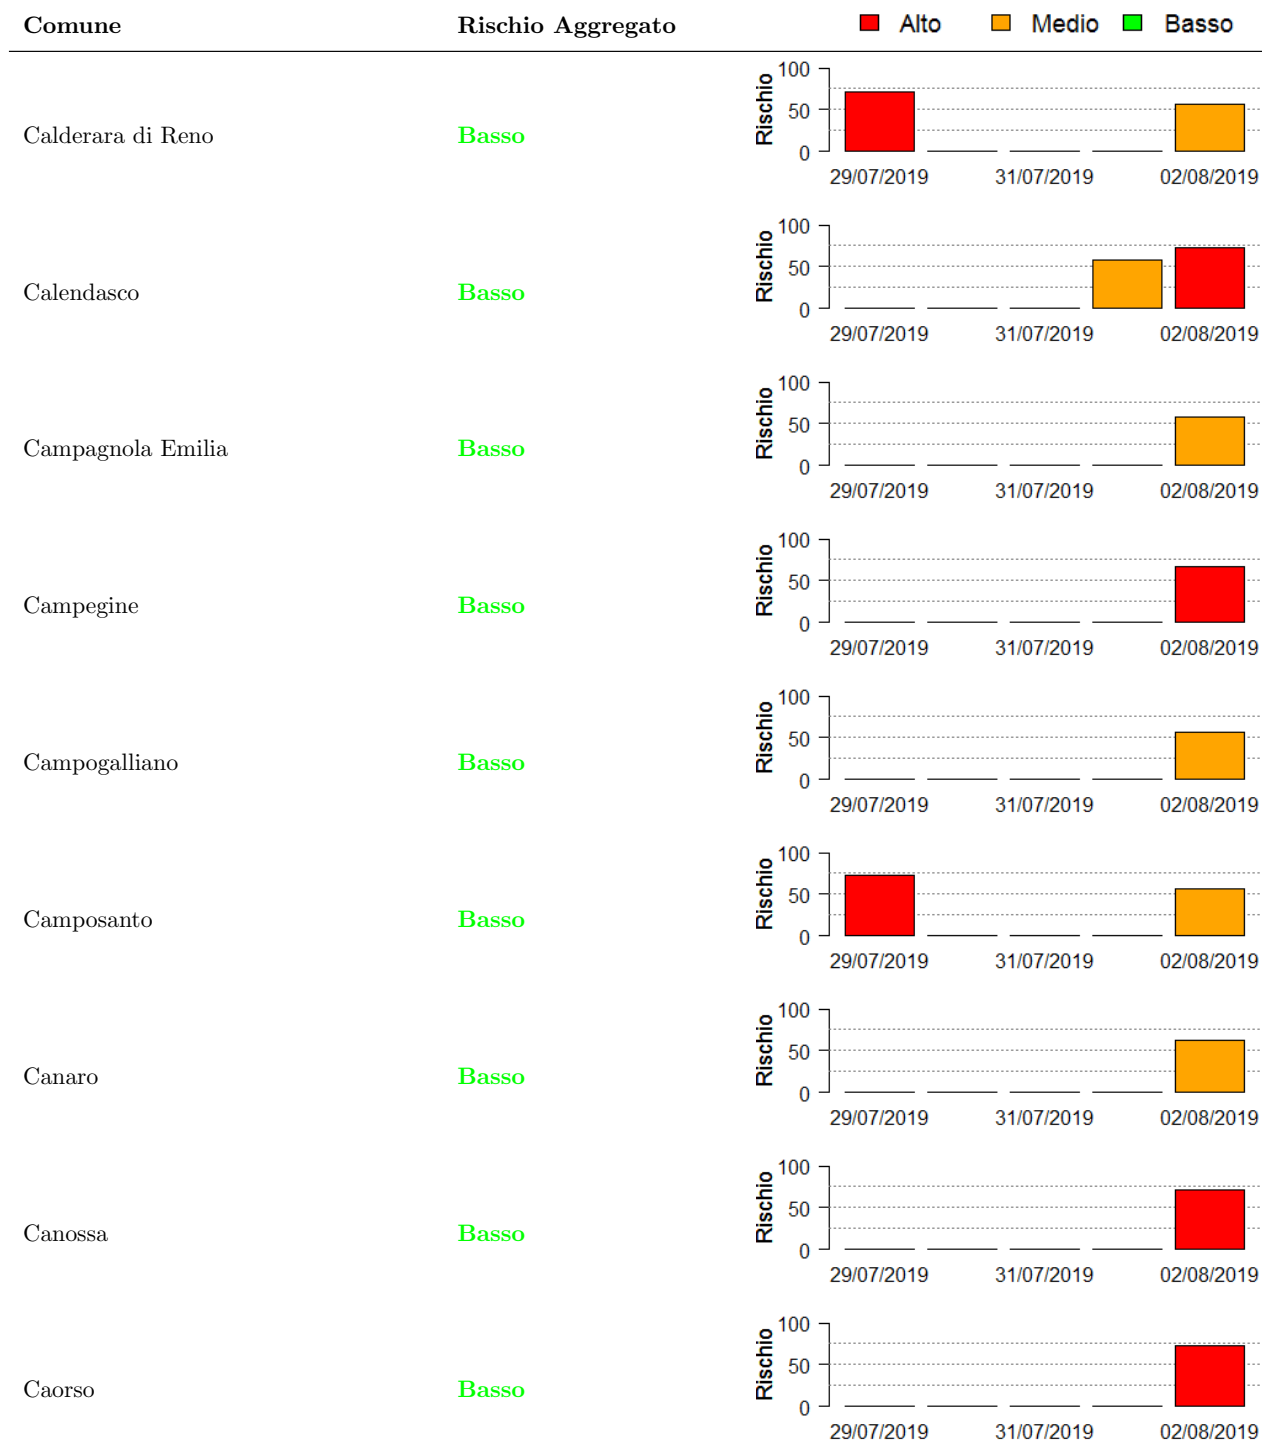 Comune Rischio Aggregato Alto Medio Basso
100
50
0
Rischio
Calderara di Reno Basso
29/07/2019 31/07/2019 02/08/2019
100
50
0
Rischio
Calendasco Basso
29/07/2019 31/07/2019 02/08/2019
100
50
0
Rischio
Campagnola Emilia Basso
29/07/2019 31/07/2019 02/08/2019
100
50
0
Rischio
Campegine Basso
29/07/2019 31/07/2019 02/08/2019
100
50
0
Rischio
Campogalliano Basso
29/07/2019 31/07/2019 02/08/2019
100
50
0
Rischio
Camposanto Basso
29/07/2019 31/07/2019 02/08/2019
100
50
0
Rischio
Canaro Basso
29/07/2019 31/07/2019 02/08/2019
100
50
0
Rischio
Canossa Basso
29/07/2019 31/07/2019 02/08/2019
100
50
0
Rischio
Caorso Basso
29/07/2019 31/07/2019 02/08/2019